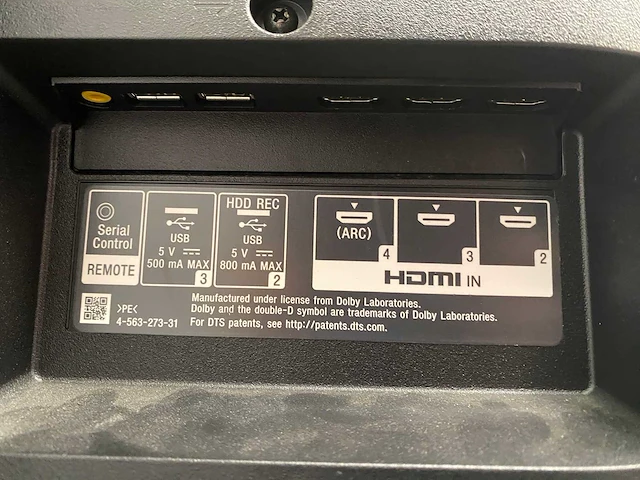 Serial
Control
REMOTE
USB
5 V
500 mA MAX
3
HDD REC
USB
5 V
800 mA MAX
2
(ARC)
4
3
2
HDMI IN
>PE<
4-563-273-31
Manufactured under license from Dolby Laboratories.
Dolby and the double-D symbol are trademarks of Dolby Laboratories.
For DTS patents, see http://patents.dts.com.